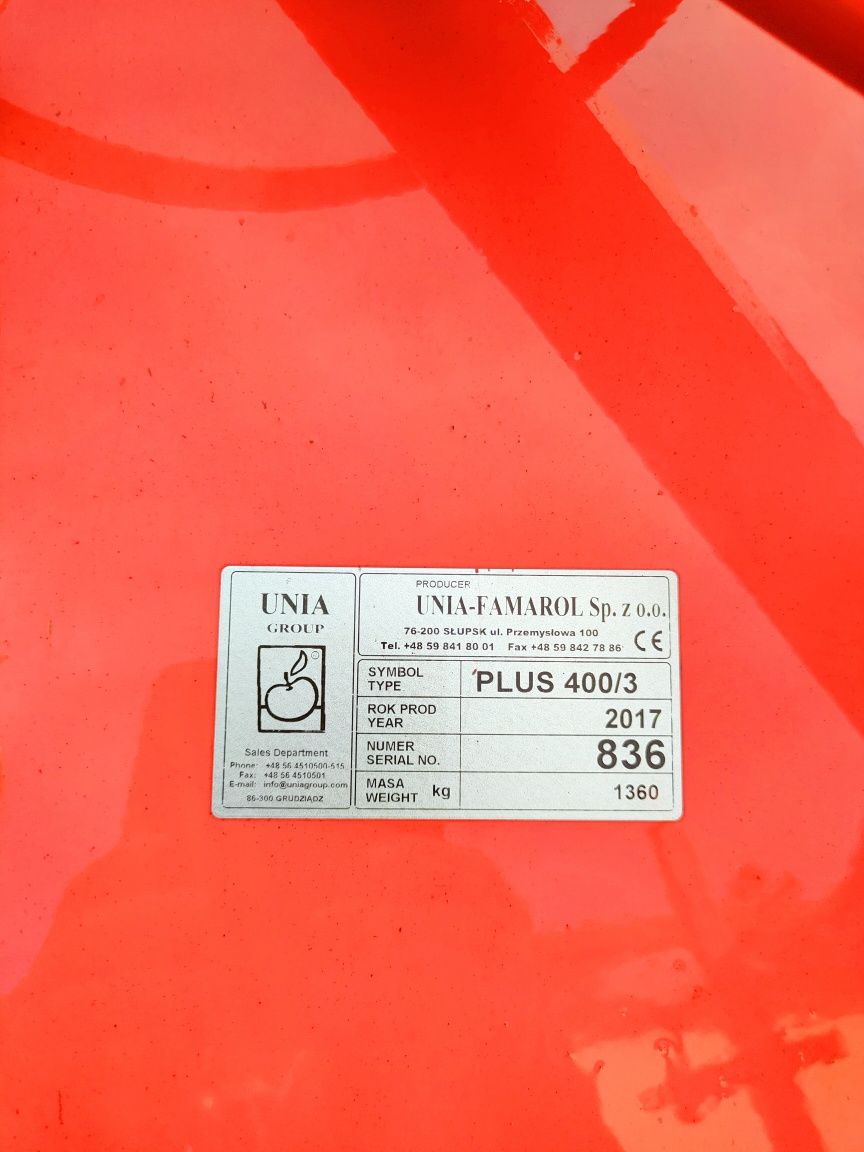 UNIA
GROUP
Sales Department
Phone: +48 56 4510500-515
Fax: +48 56 4510501
E-mail: info@uniagroup.com
86-300 GRUDZIĄDZ
PRODUCER
UNIA-FAMAROL Sp. z o.o.
76-200 SŁUPSK ul. Przemysłowa 100
Tel. +48 59 841 80 01 Fax +48 59 842 78 86
CE
SYMBOL
TYPE
PLUS 400/3
ROK PROD
YEAR
2017
NUMER
SERIAL NO.
836
MASA
WEIGHT kg
1360